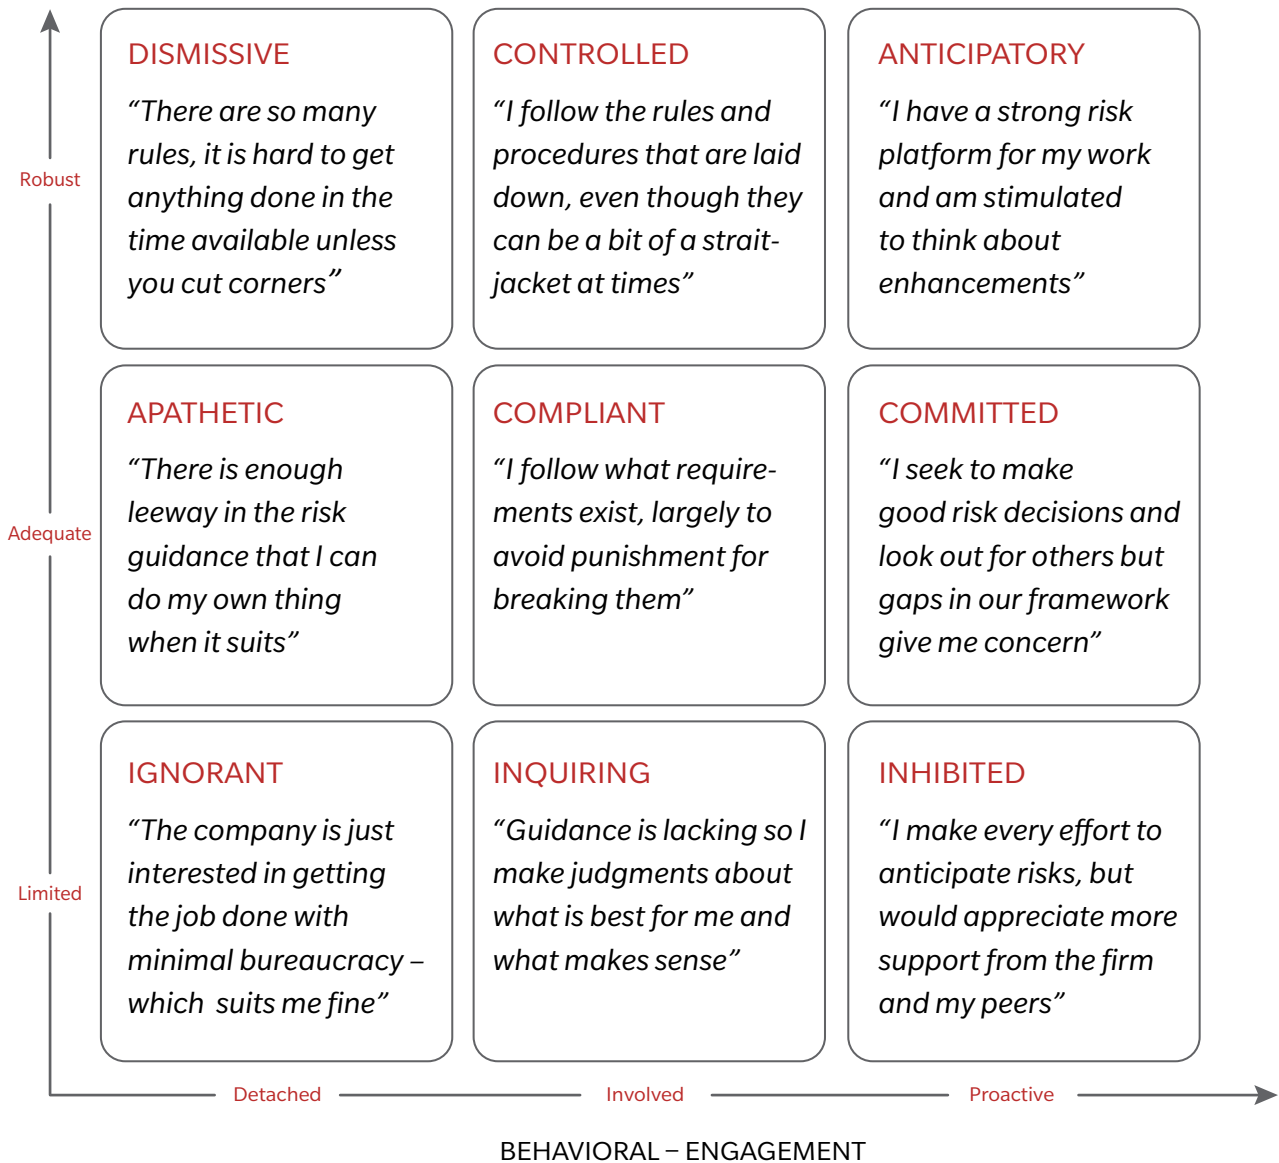 DISMISSIVE
“There are so many
rules, it is hard to get
anything done in the
time available unless
you cut corners”
CONTROLLED
“I follow the rules and
procedures that are laid
down, even though they
can be a bit of a strait-
jacket at times”
ANTICIPATORY
“I have a strong risk
platform for my work
and am stimulated
to think about
enhancements”
Robust
APATHETIC
“There is enough
leeway in the risk
guidance that I can
do my own thing
when it suits”
COMPLIANT
“I follow what require-
ments exist, largely to
avoid punishment for
breaking them”
COMMITTED
“I seek to make
good risk decisions and
look out for others but
gaps in our framework
give me concern”
Adequate
IGNORANT
“The company is just
interested in getting
the job done with
minimal bureaucracy –
which suits me fine”
INQUIRING
“Guidance is lacking so I
make judgments about
what is best for me and
what makes sense”
INHIBITED
“I make every effort to
anticipate risks, but
would appreciate more
support from the firm
and my peers”
Limited
Detached
Involved
Proactive
BEHAVIORAL – ENGAGEMENT